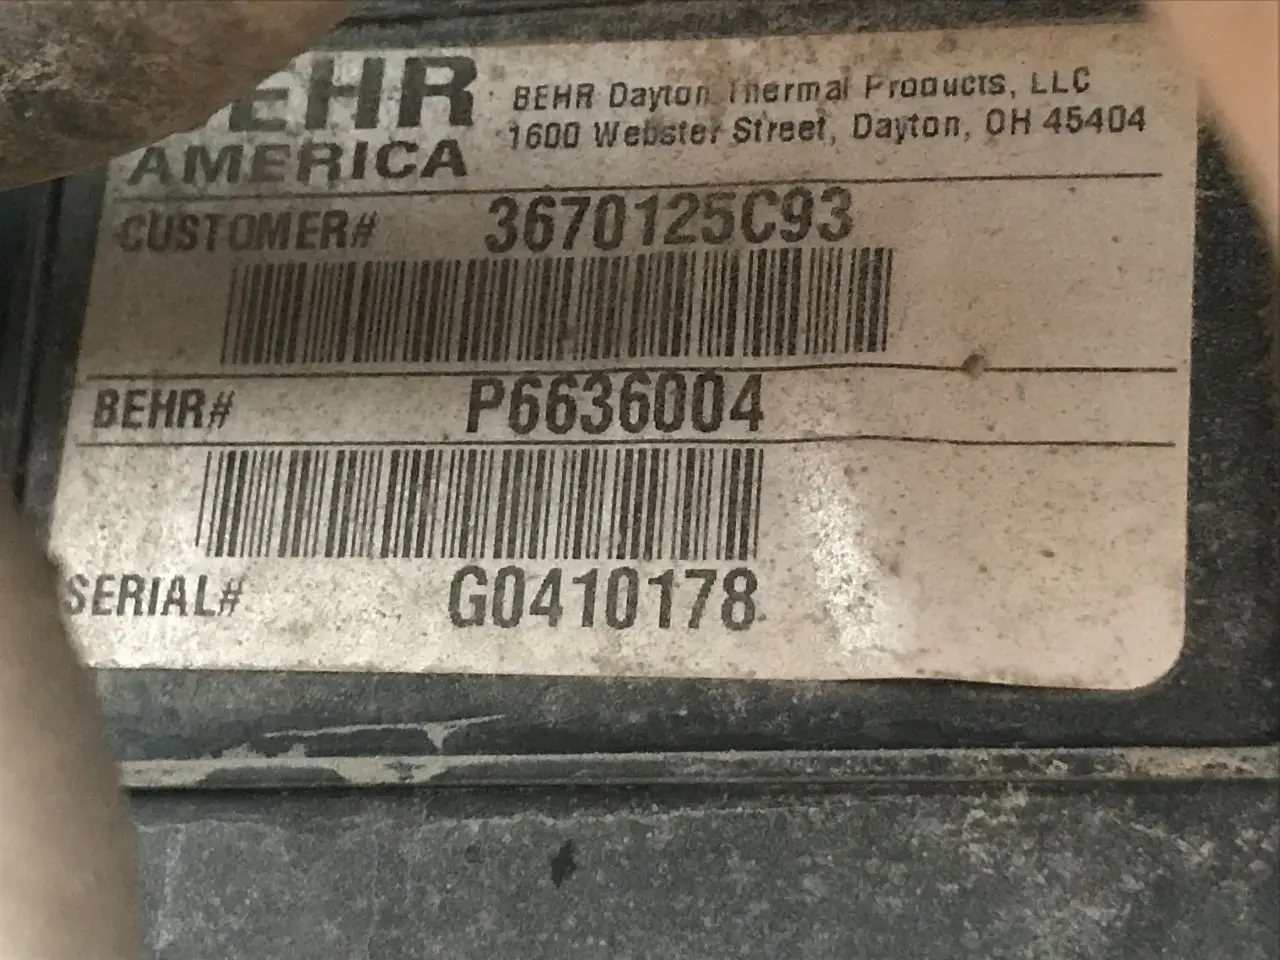 EHR
AMERICA
BEHR Dayton Thermal Products, LLC
1600 Webster Street, Dayton, OH 45404
CUSTOMER# 3670125C93
BEHR# P6636004
SERIAL# G0410178